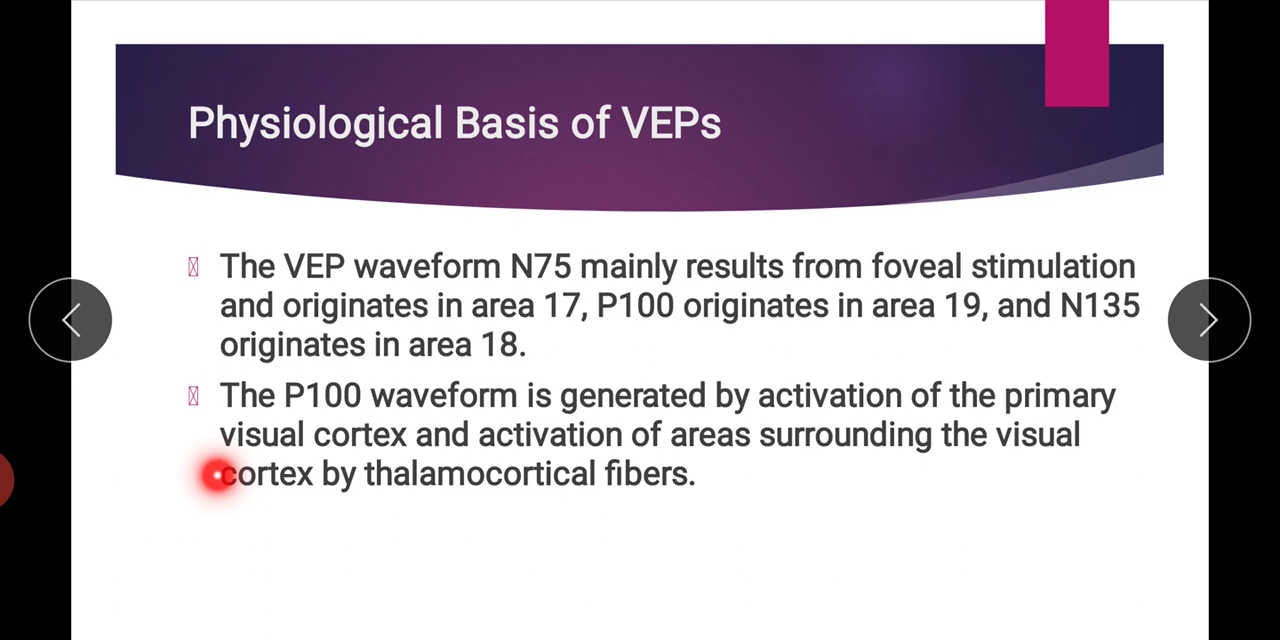 Physiological Basis of VEPs
The VEP waveform N75 mainly results from foveal stimulation
and originates in area 17, P100 originates in area 19, and N135
originates in area 18.
The P100 waveform is generated by activation of the primary
visual cortex and activation of areas surrounding the visual
cortex by thalamocortical fibers.